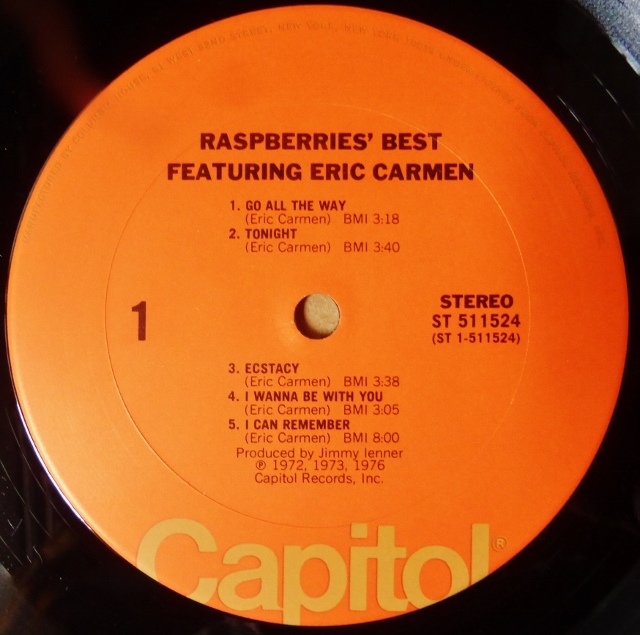 RASPBERRIES' BEST
FEATURING ERIC CARMEN
1. GO ALL THE WAY
(Eric Carmen) BMI 3:18
2. TONIGHT
(Eric Carmen) BMI 3:40
1
STEREO
ST 511524
(ST 1-511524)
3. ECSTACY
(Eric Carmen) BMI 3:38
4. I WANNA BE WITH YOU
(Eric Carmen) BMI 3:05
5. I CAN REMEMBER
(Eric Carmen) BMI 8:00
Produced by Jimmy Ienner
℗ 1972, 1973, 1976
Capitol Records, Inc.
Capitol®